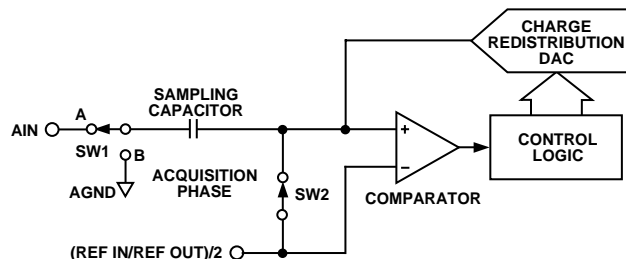 CHARGE
REDISTRIBUTION
DAC
SAMPLING
CAPACITOR
A
AIN
SW1
B
AGND
ACQUISITION
PHASE
SW2
+
−
COMPARATOR
CONTROL
LOGIC
(REF IN/REF OUT)/2